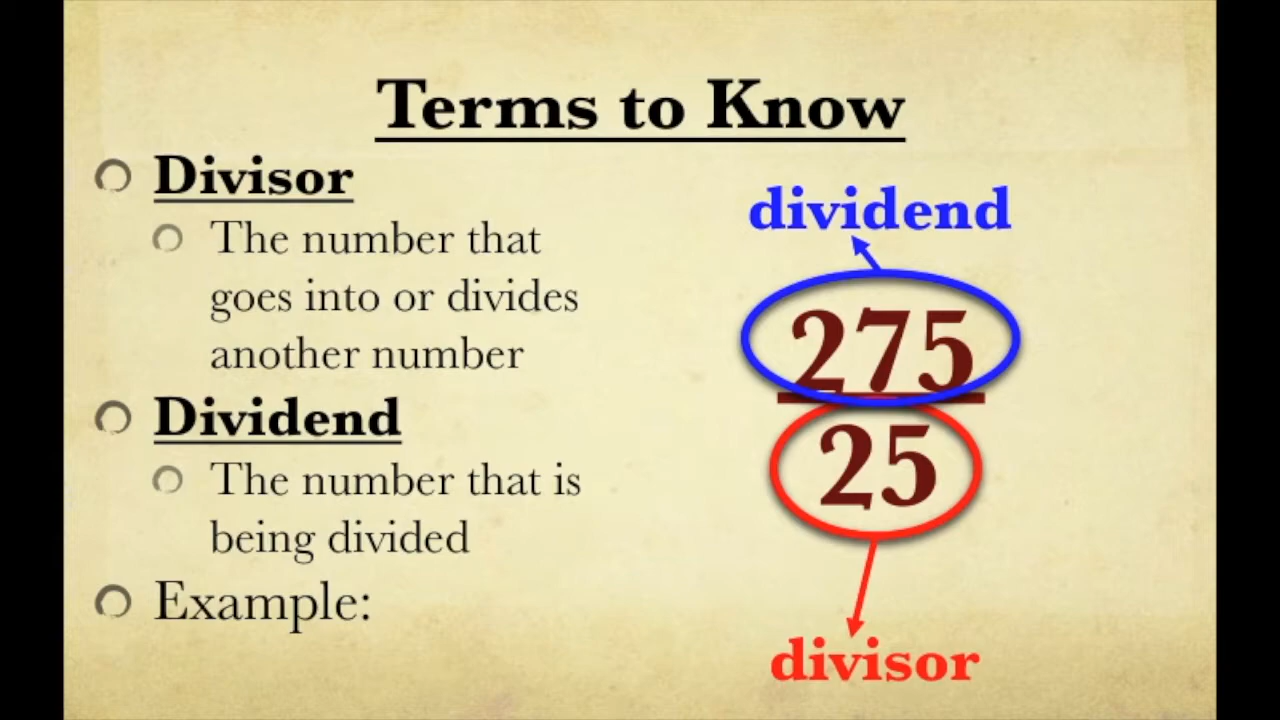 Terms to Know
Divisor
The number that
goes into or divides
another number
Dividend
The number that is
being divided
Example:
dividend
275
25
divisor